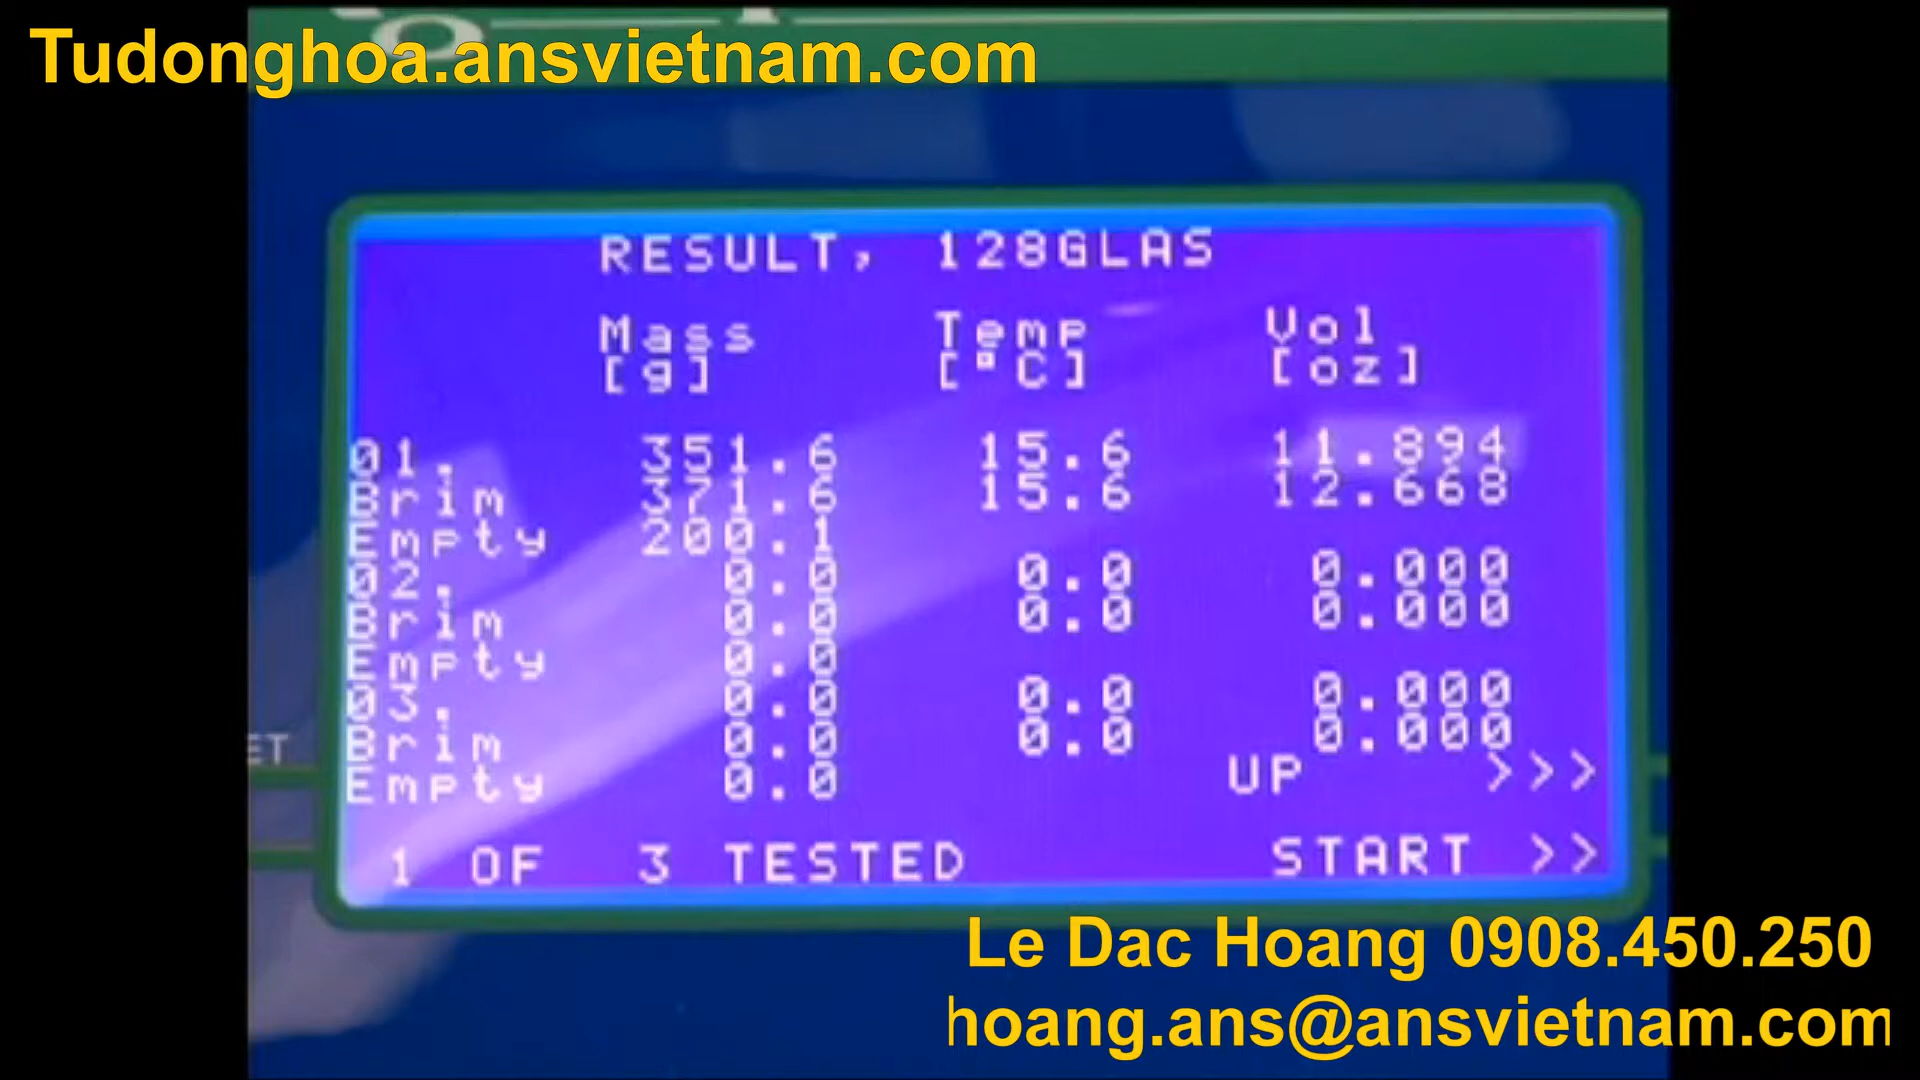 Tudonghoa.ansvietnam.com
RESULT, 128GLAS
Mass Temp Vol
[g] [°C] [oz]
01. 351.6 15.6 11.894
Brim 371.6 15.6 12.668
Empty 200.1
02. 0.0 0.0 0.000
Brim 0.0 0.0 0.000
Empty 0.0
03. 0.0 0.0 0.000
Brim 0.0 0.0 0.000
Empty 0.0
UP >>>
1 OF 3 TESTED START >>
ET
Le Dac Hoang 0908.450.250
hoang.ans@ansvietnam.com